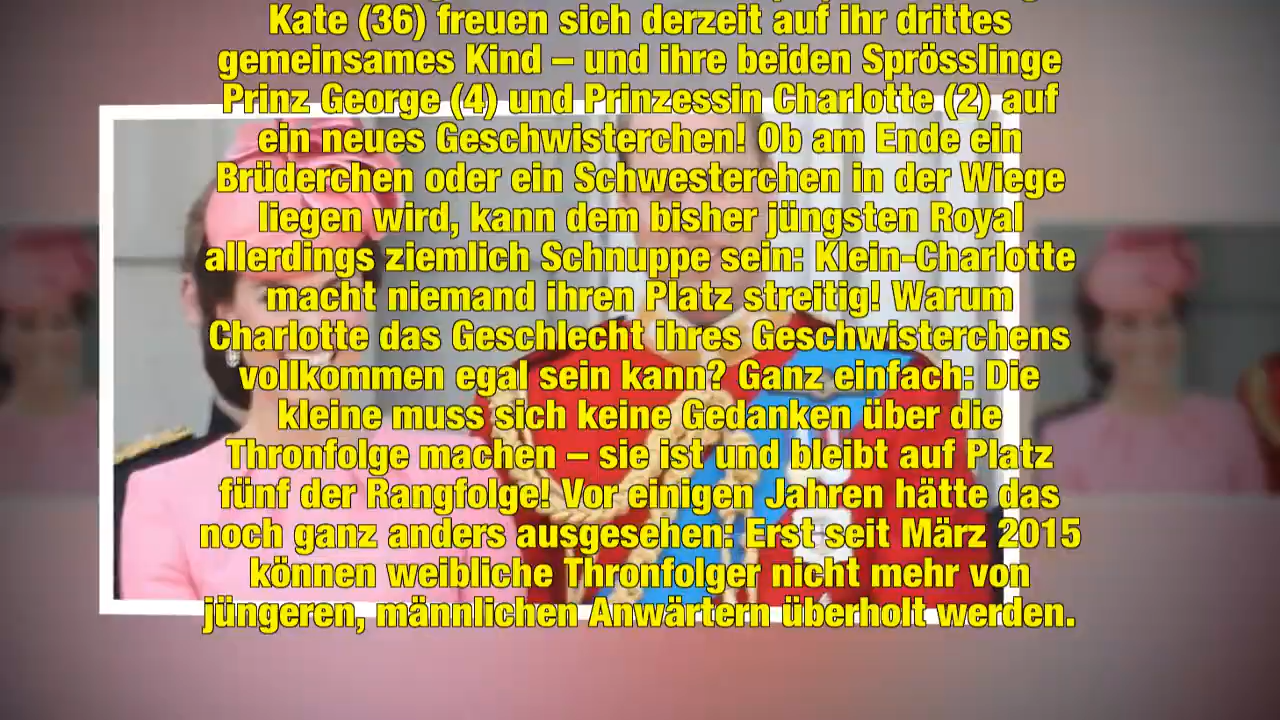 Kate (36) freuen sich derzeit auf ihr drittes
gemeinsames Kind – und ihre beiden Sprösslinge
Prinz George (4) und Prinzessin Charlotte (2) auf
ein neues Geschwisterchen! Ob am Ende ein
Brüderchen oder ein Schwesterchen in der Wiege
liegen wird, kann dem bisher jüngsten Royal
allerdings ziemlich Schnuppe sein: Klein-Charlotte
macht niemand ihren Platz streitig! Warum
Charlotte das Geschlecht ihres Geschwisterchens
vollkommen egal sein kann? Ganz einfach: Die
kleine muss sich keine Gedanken über die
Thronfolge machen – sie ist und bleibt auf Platz
fünf der Rangfolge! Vor einigen Jahren hätte das
noch ganz anders ausgesehen: Erst seit März 2015
können weibliche Thronfolger nicht mehr von
jüngeren, männlichen Anwärtern überholt werden.